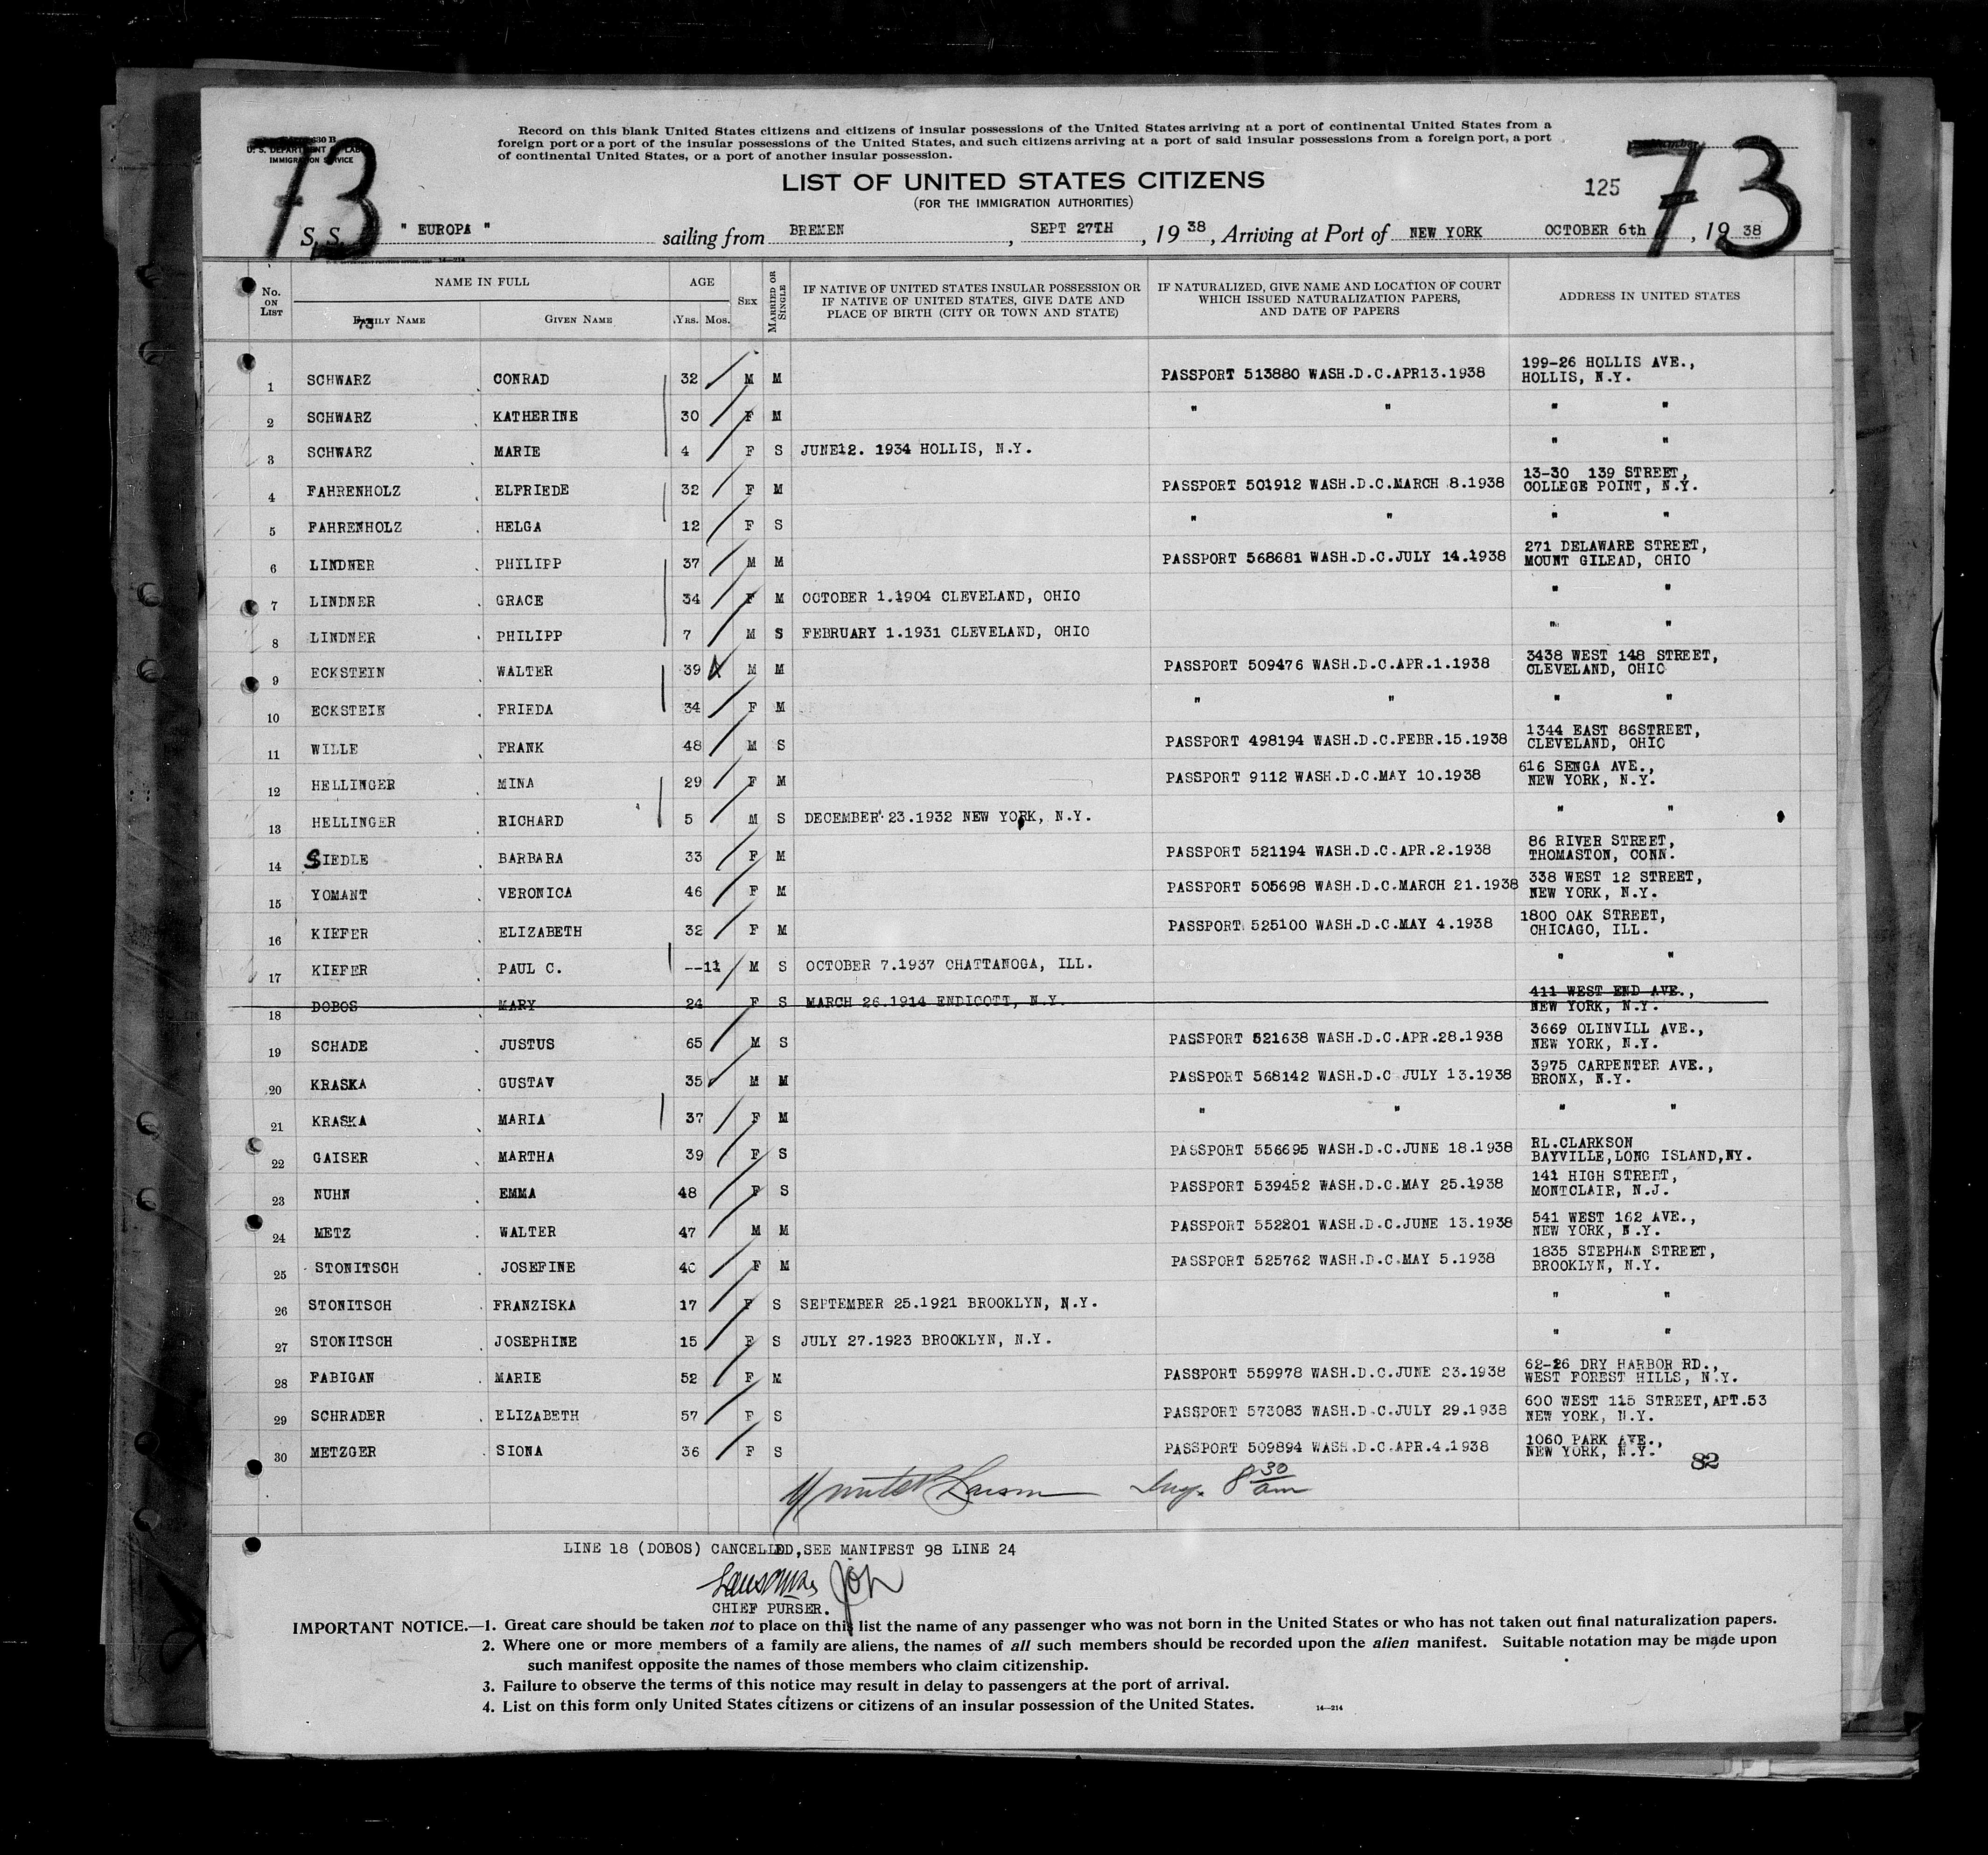 73
630 B
U. S. DEPARTMENT OF LABOR
IMMIGRATION SERVICE
Record on this blank United States citizens and citizens of insular possessions of the United States arriving at a port of continental United States from a
foreign port or a port of the insular possessions of the United States, and such citizens arriving at a port of said insular possessions from a foreign port, a port
of continental United States, or a port of another insular possession.
LIST OF UNITED STATES CITIZENS
(FOR THE IMMIGRATION AUTHORITIES)
125
73
S. S. " EUROPA " sailing from BREMEN, SEPT 27TH, 1938, Arriving at Port of NEW YORK OCTOBER 6th, 1938
No. ON LIST NAME IN FULL FAMILY NAME GIVEN NAME AGE YRS. MOS. SEX MARRIED OR SINGLE IF NATIVE OF UNITED STATES INSULAR POSSESSION OR IF NATIVE OF UNITED STATES, GIVE DATE AND PLACE OF BIRTH (CITY OR TOWN AND STATE) IF NATURALIZED, GIVE NAME AND LOCATION OF COURT WHICH ISSUED NATURALIZATION PAPERS, AND DATE OF PAPERS ADDRESS IN UNITED STATES
73
1 SCHWARZ CONRAD 32 M M PASSPORT 513880 WASH.D.C.APR13.1938 199-26 HOLLIS AVE., HOLLIS, N.Y.
2 SCHWARZ KATHERINE 30 F M " " " "
3 SCHWARZ MARIE 4 F S JUNE12. 1934 HOLLIS, N.Y. " "
4 FAHRENHOLZ ELFRIEDE 32 F M PASSPORT 501912 WASH.D.C.MARCH 8.1938 13-30 139 STREET, COLLEGE POINT, N.Y.
5 FAHRENHOLZ HELGA 12 F S " " " "
6 LINDNER PHILIPP 37 M M PASSPORT 568681 WASH.D.C.JULY 14.1938 271 DELAWARE STREET, MOUNT GILEAD, OHIO
7 LINDNER GRACE 34 F M OCTOBER 1.1904 CLEVELAND, OHIO " "
8 LINDNER PHILIPP 7 M S FEBRUARY 1.1931 CLEVELAND, OHIO " "
9 ECKSTEIN WALTER 39 M M PASSPORT 509476 WASH.D.C.APR.1.1938 3438 WEST 148 STREET, CLEVELAND, OHIO
10 ECKSTEIN FRIEDA 34 F M " " " "
11 WILLE FRANK 48 M S PASSPORT 498194 WASH.D.C.FEBR.15.1938 1344 EAST 86STREET, CLEVELAND, OHIO
12 HELLINGER MINA 29 F M PASSPORT 9112 WASH.D.C.MAY 10.1938 616 SENGA AVE., NEW YORK, N.Y.
13 HELLINGER RICHARD 5 M S DECEMBER 23.1932 NEW YORK, N.Y. " "
14 SIEDLE BARBARA 33 F M PASSPORT 521194 WASH.D.C.APR.2.1938 86 RIVER STREET, THOMASTON, CONN.
15 YOMANT VERONICA 46 F M PASSPORT 505698 WASH.D.C.MARCH 21.1938 338 WEST 12 STREET, NEW YORK, N.Y.
16 KIEFER ELIZABETH 32 F M PASSPORT 525100 WASH.D.C.MAY 4.1938 1800 OAK STREET, CHICAGO, ILL.
17 KIEFER PAUL C. --11 M S OCTOBER 7.1937 CHATTANOGA, ILL. " "
18 DOBOS MARY 24 F S MARCH 26.1914 ENDICOTT, N.Y. 411 WEST END AVE., NEW YORK, N.Y.
19 SCHADE JUSTUS 65 M S PASSPORT 521638 WASH.D.C.APR.28.1938 3669 OLINVILL AVE., NEW YORK, N.Y.
20 KRASKA GUSTAV 35 M M PASSPORT 568142 WASH.D.C JULY 13.1938 3975 CARPENTER AVE., BRONX, N.Y.
21 KRASKA MARIA 37 F M " " " "
22 GAISER MARTHA 39 F S PASSPORT 556695 WASH.D.C.JUNE 18.1938 RL.CLARKSON BAYVILLE,LONG ISLAND,NY.
23 NUHN EMMA 48 F S PASSPORT 539452 WASH.D.C.MAY 25.1938 141 HIGH STREET, MONTCLAIR, N.J.
24 METZ WALTER 47 M M PASSPORT 552201 WASH.D.C.JUNE 13.1938 541 WEST 162 AVE., NEW YORK, N.Y.
25 STONITSCH JOSEFINE 40 F M PASSPORT 525762 WASH.D.C.MAY 5.1938 1835 STEPHAN STREET, BROOKLYN, N.Y.
26 STONITSCH FRANZISKA 17 F S SEPTEMBER 25.1921 BROOKLYN, N.Y. " "
27 STONITSCH JOSEPHINE 15 F S JULY 27.1923 BROOKLYN, N.Y. " "
28 FABIGAN MARIE 52 F M PASSPORT 559978 WASH.D.C.JUNE 23.1938 62-26 DRY HARBOR RD., WEST FOREST HILLS, N.Y.
29 SCHRADER ELIZABETH 57 F S PASSPORT 573083 WASH.D.C.JULY 29.1938 600 WEST 115 STREET,APT.53 NEW YORK, N.Y.
30 METZGER SIONA 36 F S PASSPORT 509894 WASH.D.C.APR.4.1938 1060 PARK AVE., NEW YORK, N.Y.
82
8 30 am
LINE 18 (DOBOS) CANCELLED,SEE MANIFEST 98 LINE 24
CHIEF PURSER.
IMPORTANT NOTICE.—1. Great care should be taken not to place on this list the name of any passenger who was not born in the United States or who has not taken out final naturalization papers.
2. Where one or more members of a family are aliens, the names of all such members should be recorded upon the alien manifest. Suitable notation may be made upon
such manifest opposite the names of those members who claim citizenship.
3. Failure to observe the terms of this notice may result in delay to passengers at the port of arrival.
4. List on this form only United States citizens or citizens of an insular possession of the United States.
14—214